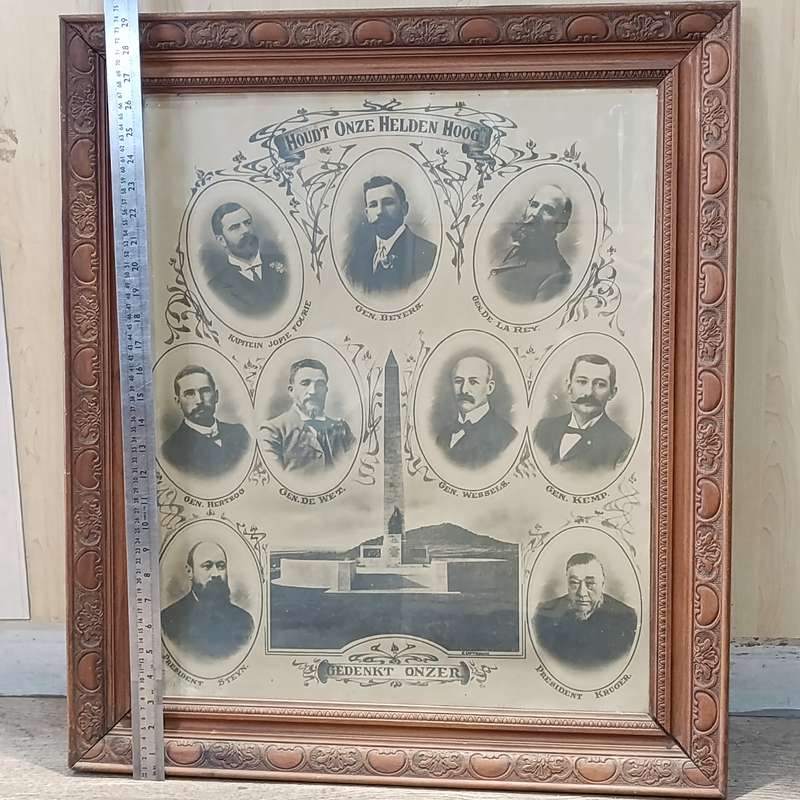 HOUDT ONZE HELDEN HOOG
KAPITEIN JOPIE FOURIE
GEN. BEYERS.
GEN. DE LA REY.
GEN. HERTZOG
GEN. DE WET.
GEN. WESSELS.
GEN. KEMP.
PRESIDENT STEYN.
PRESIDENT KRUGER
GEDENKT ONZER